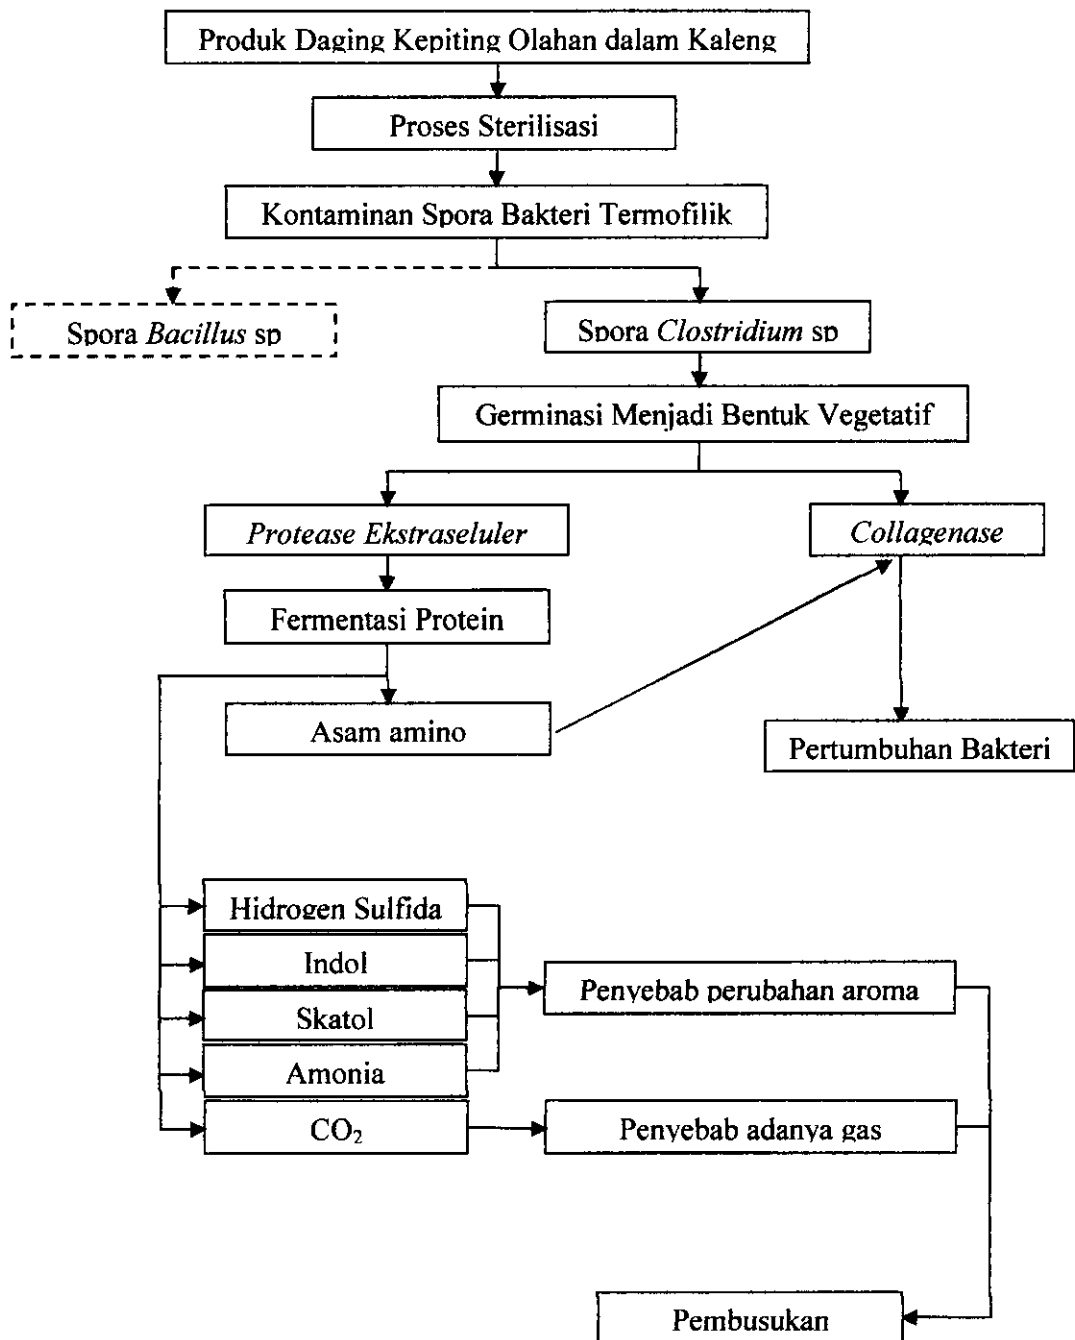 Produk Daging Kepiting Olahan dalam Kaleng
Proses Sterilisasi
Kontaminan Spora Bakteri Termofilik
Spora Bacillus sp
Spora Clostridium sp
Germinasi Menjadi Bentuk Vegetatif
Protease Ekstraseluler
Collagenase
Fermentasi Protein
Asam amino
Pertumbuhan Bakteri
Hidrogen Sulfida
Indol
Skatol
Amonia
CO₂
Penyebab perubahan aroma
Penyebab adanya gas
Pembusukan